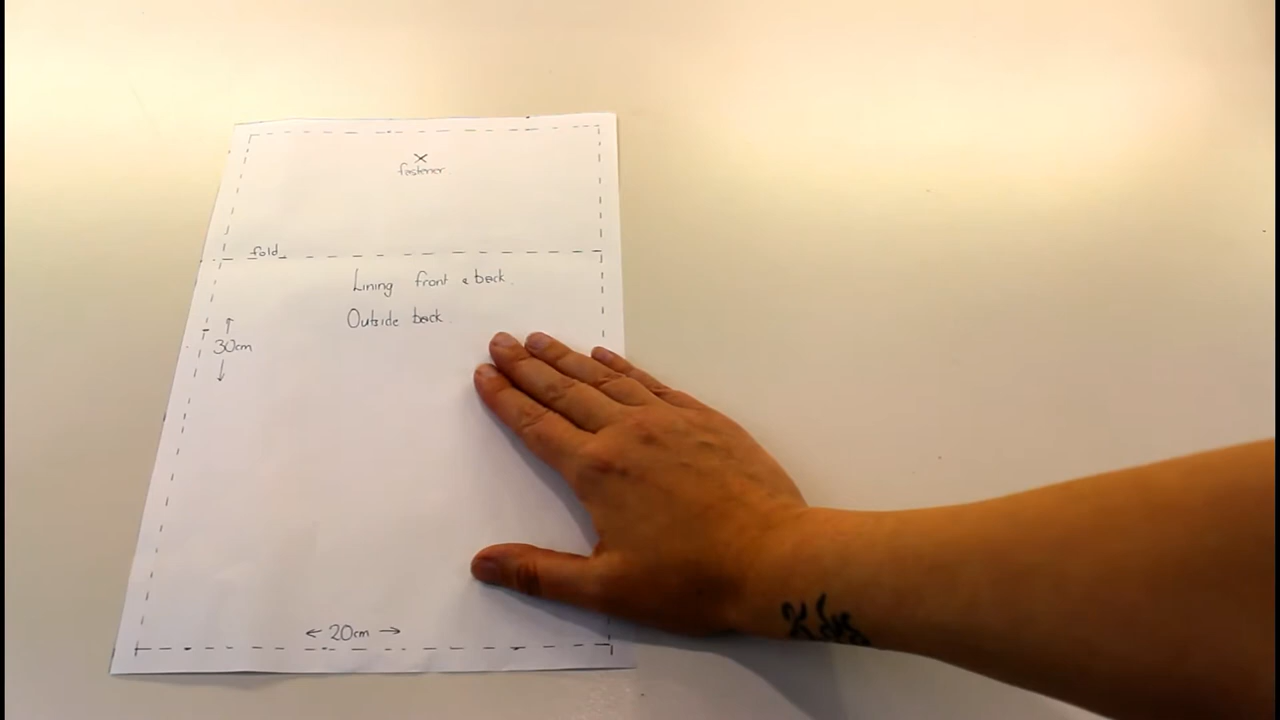 x
fastener
fold
Lining front & back.
Outside back.
↑
30cm
↓
← 20cm →